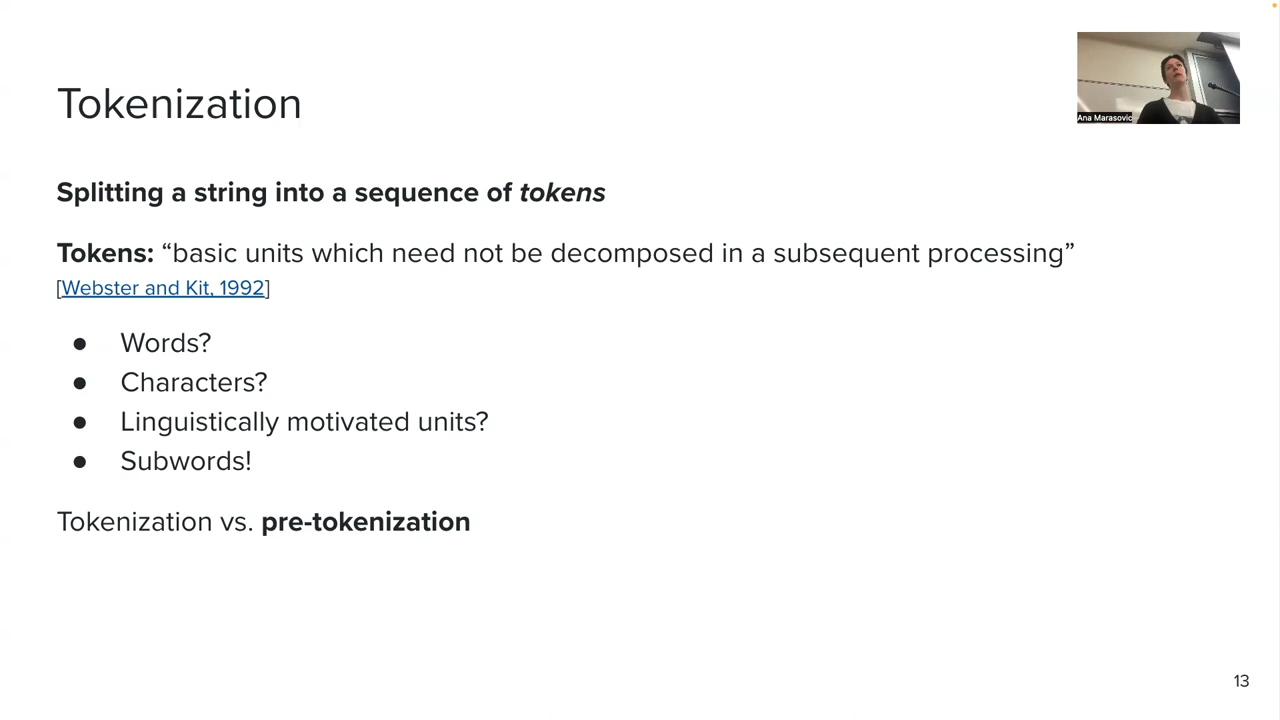 Tokenization
Ana Marasovic
Splitting a string into a sequence of tokens
Tokens: “basic units which need not be decomposed in a subsequent processing”
[Webster and Kit, 1992]
● Words?
● Characters?
● Linguistically motivated units?
● Subwords!
Tokenization vs. pre-tokenization
13